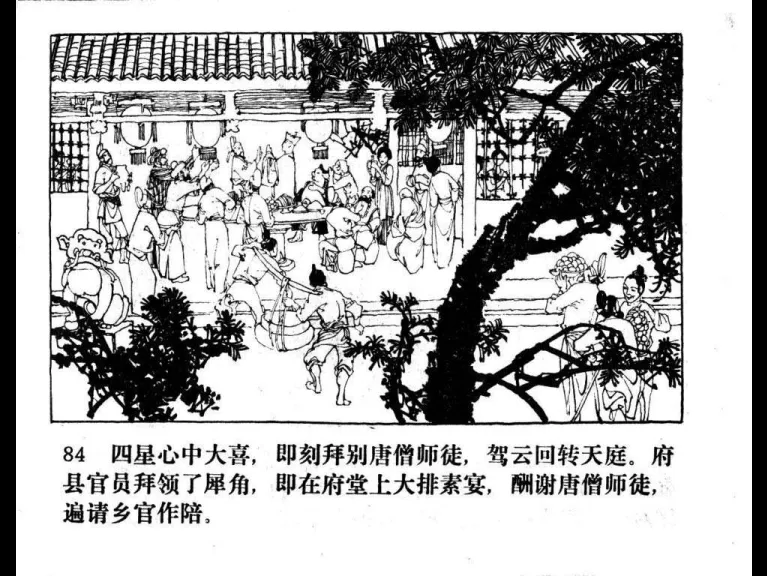 84 四星心中大喜，即刻拜别唐僧师徒，驾云回转天庭。府
县官员拜领了犀角，即在府堂上大排素宴，酬谢唐僧师徒，
遍请乡官作陪。